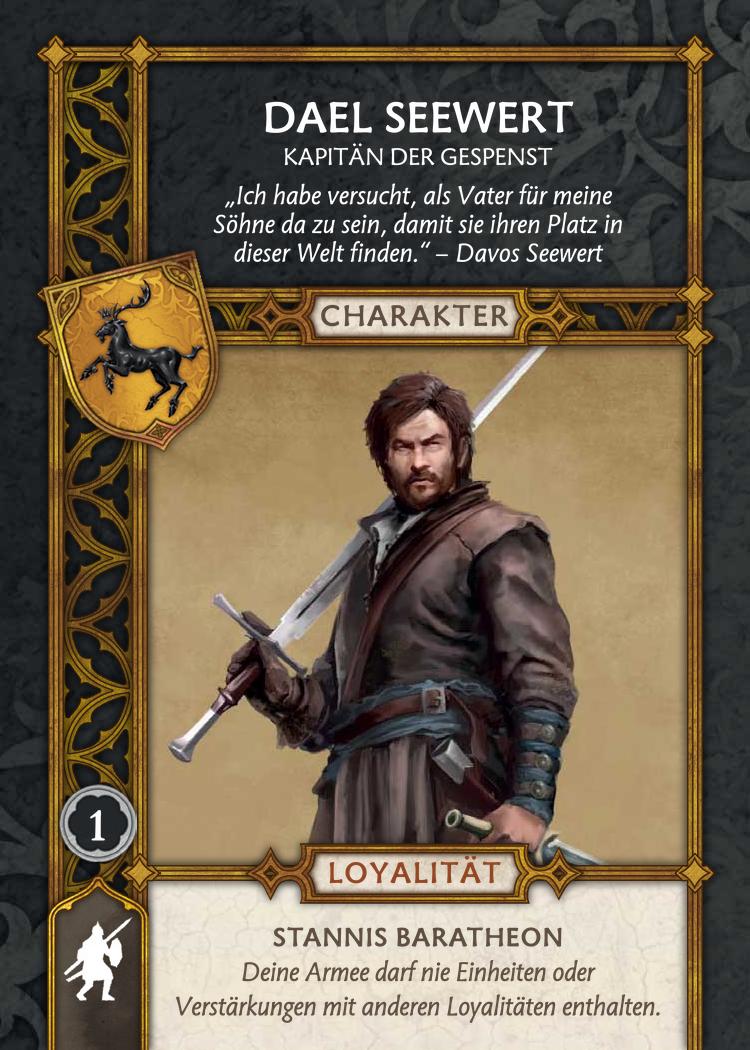 DAEL SEEWERT
KAPITÄN DER GESPENST
„Ich habe versucht, als Vater für meine
Söhne da zu sein, damit sie ihren Platz in
dieser Welt finden.“ – Davos Seewert
CHARAKTER
1
LOYALITÄT
STANNIS BARATHEON
Deine Armee darf nie Einheiten oder
Verstärkungen mit anderen Loyalitäten enthalten.